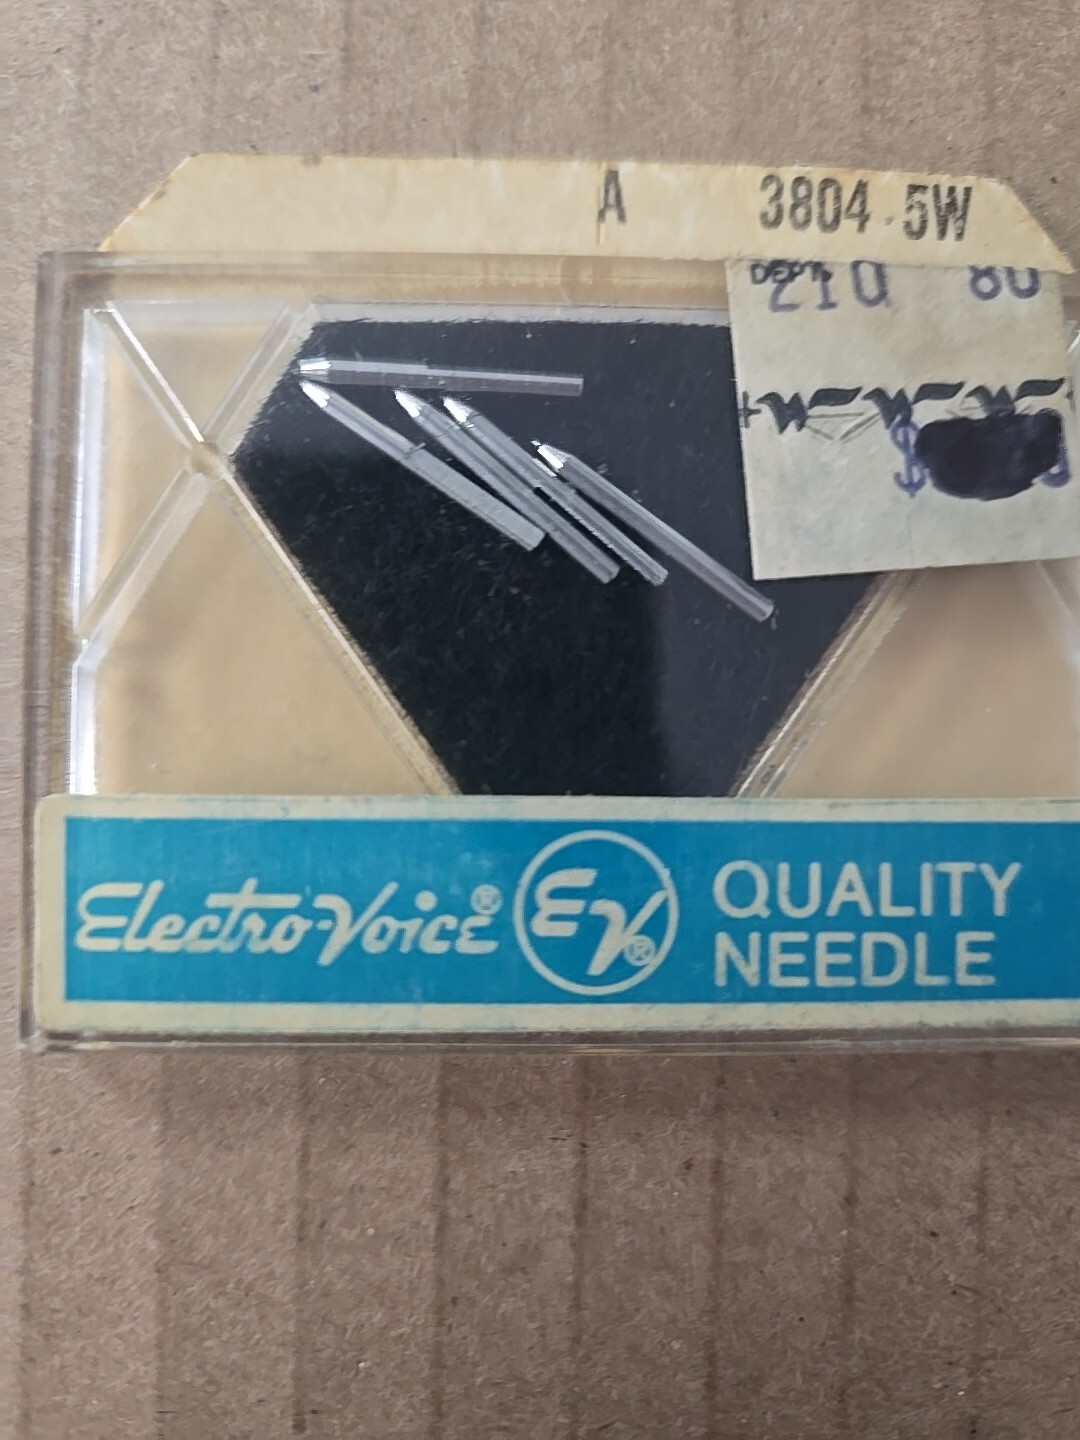 A 3804.5W
DEPT.
210 80
W W W
$
Electro-Voice® EV® QUALITY
NEEDLE